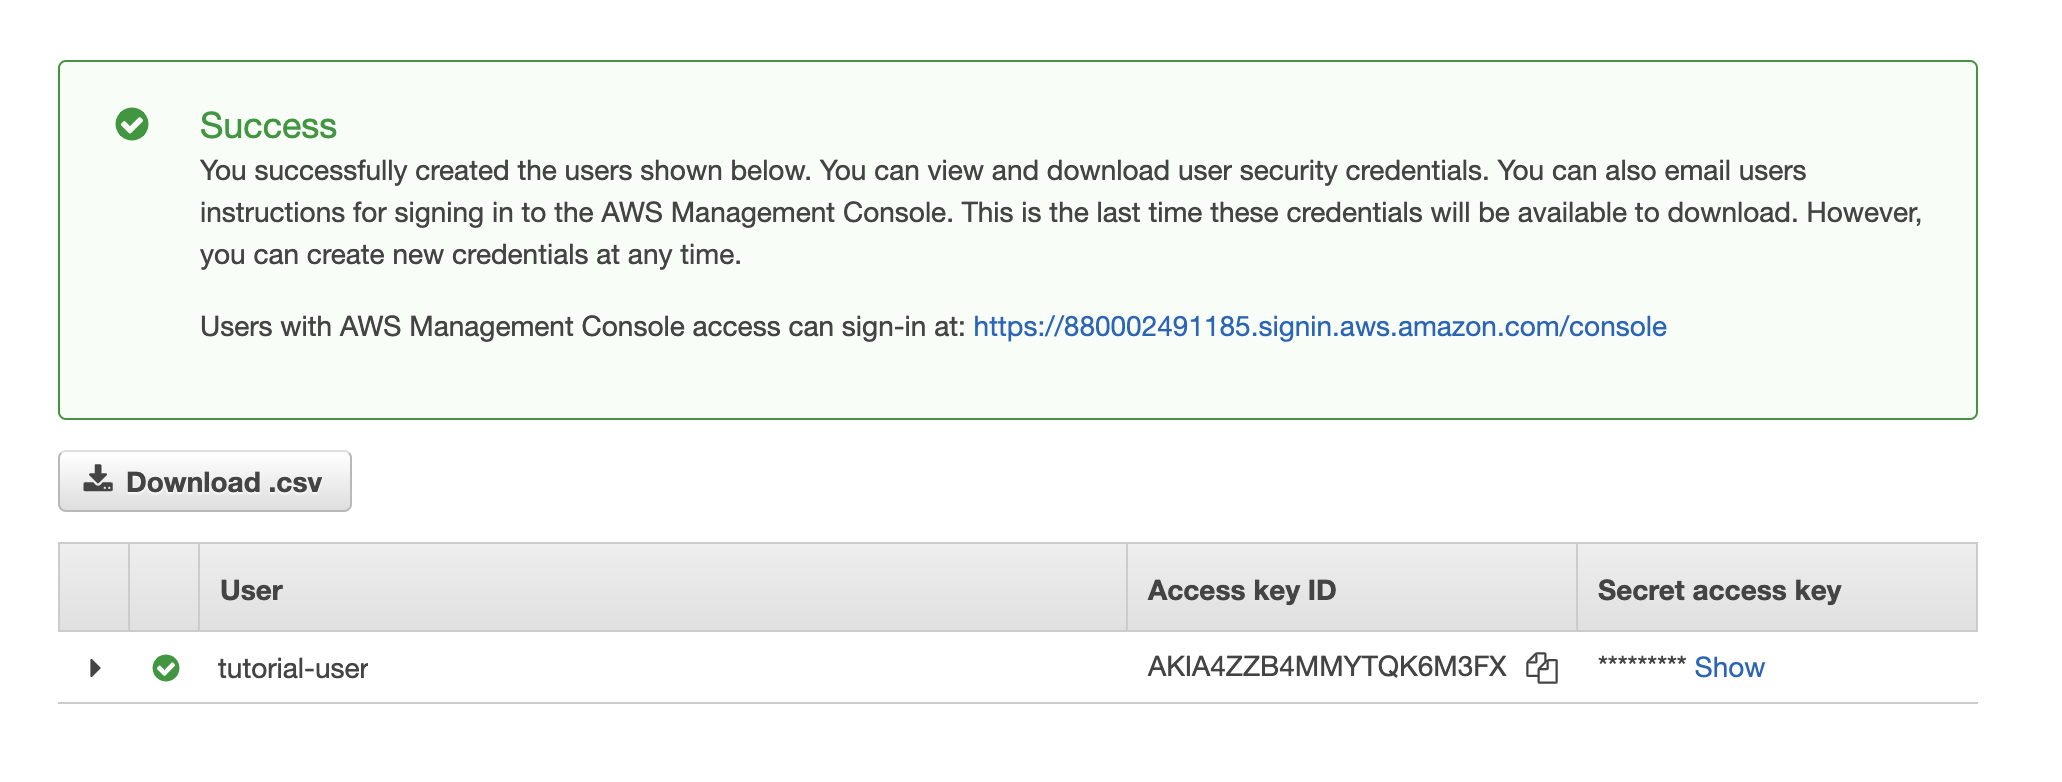 Success
You successfully created the users shown below. You can view and download user security credentials. You can also email users
instructions for signing in to the AWS Management Console. This is the last time these credentials will be available to download. However,
you can create new credentials at any time.
Users with AWS Management Console access can sign-in at: https://880002491185.signin.aws.amazon.com/console
Download .csv
User Access key ID Secret access key
tutorial-user AKIA4ZZB4MMYTQK6M3FX ********* Show